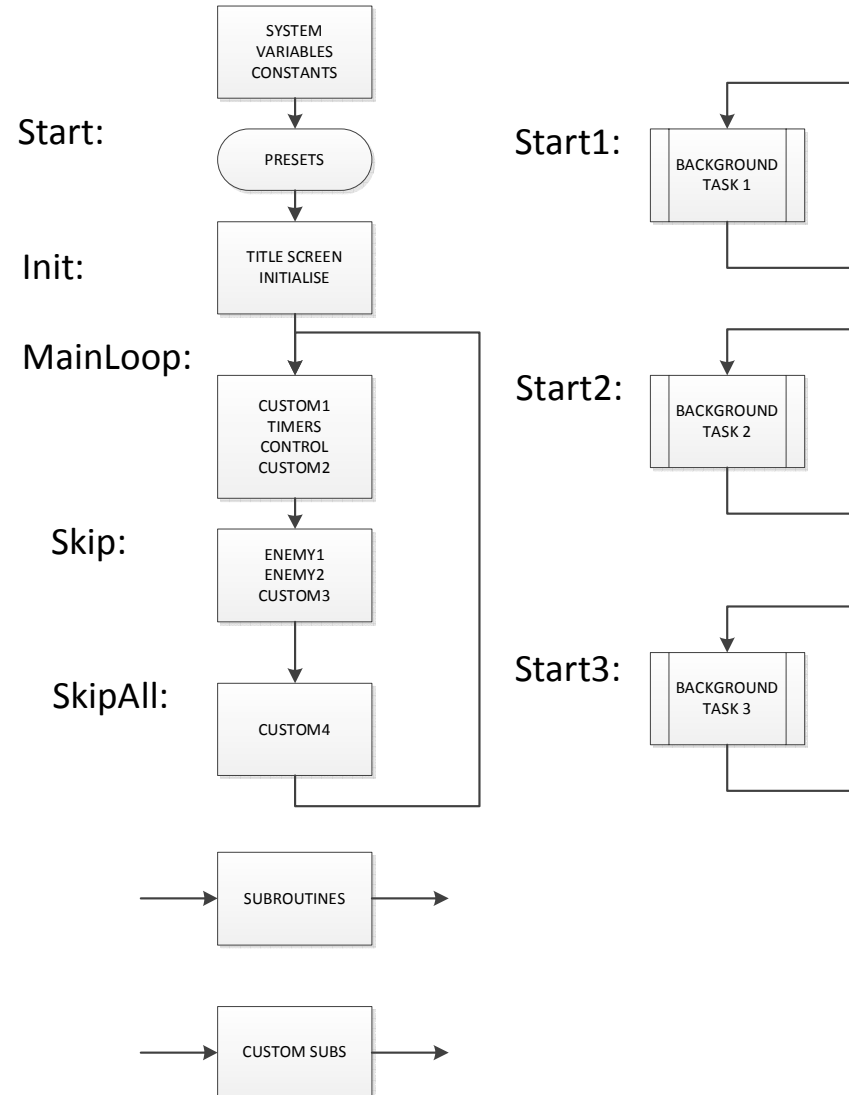 SYSTEM
VARIABLES
CONSTANTS
Start:
PRESETS
Init:
TITLE SCREEN
INITIALISE
MainLoop:
CUSTOM1
TIMERS
CONTROL
CUSTOM2
Skip:
ENEMY1
ENEMY2
CUSTOM3
SkipAll:
CUSTOM4
SUBROUTINES
CUSTOM SUBS
Start1:
BACKGROUND
TASK 1
Start2:
BACKGROUND
TASK 2
Start3:
BACKGROUND
TASK 3